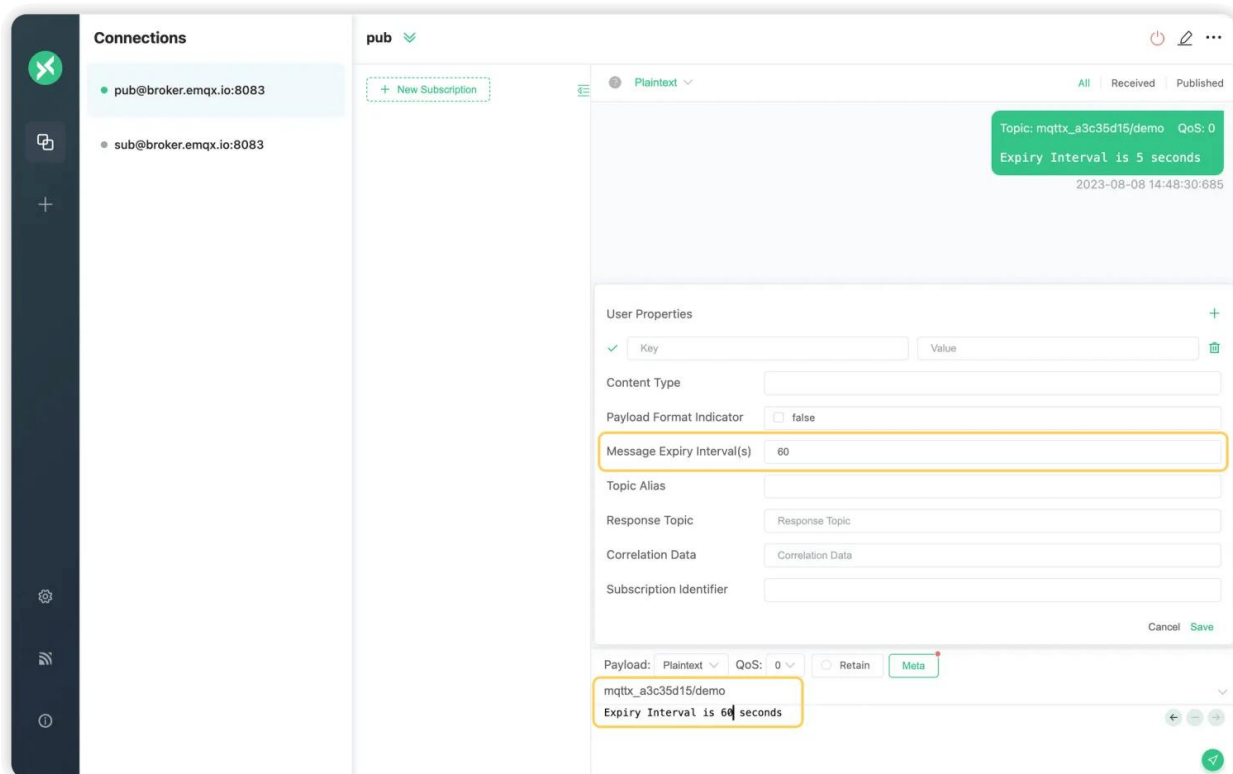 Connections
pub@broker.emqx.io:8083
sub@broker.emqx.io:8083
pub
+ New Subscription
Plaintext
All Received Published
Topic: mqttx_a3c35d15/demo QoS: 0
Expiry Interval is 5 seconds
2023-08-08 14:48:30:685
User Properties
Key Value
Content Type
Payload Format Indicator false
Message Expiry Interval(s) 60
Topic Alias
Response Topic Response Topic
Correlation Data Correlation Data
Subscription Identifier
Cancel Save
Payload: Plaintext QoS: 0 Retain Meta
mqttx_a3c35d15/demo
Expiry Interval is 60 seconds